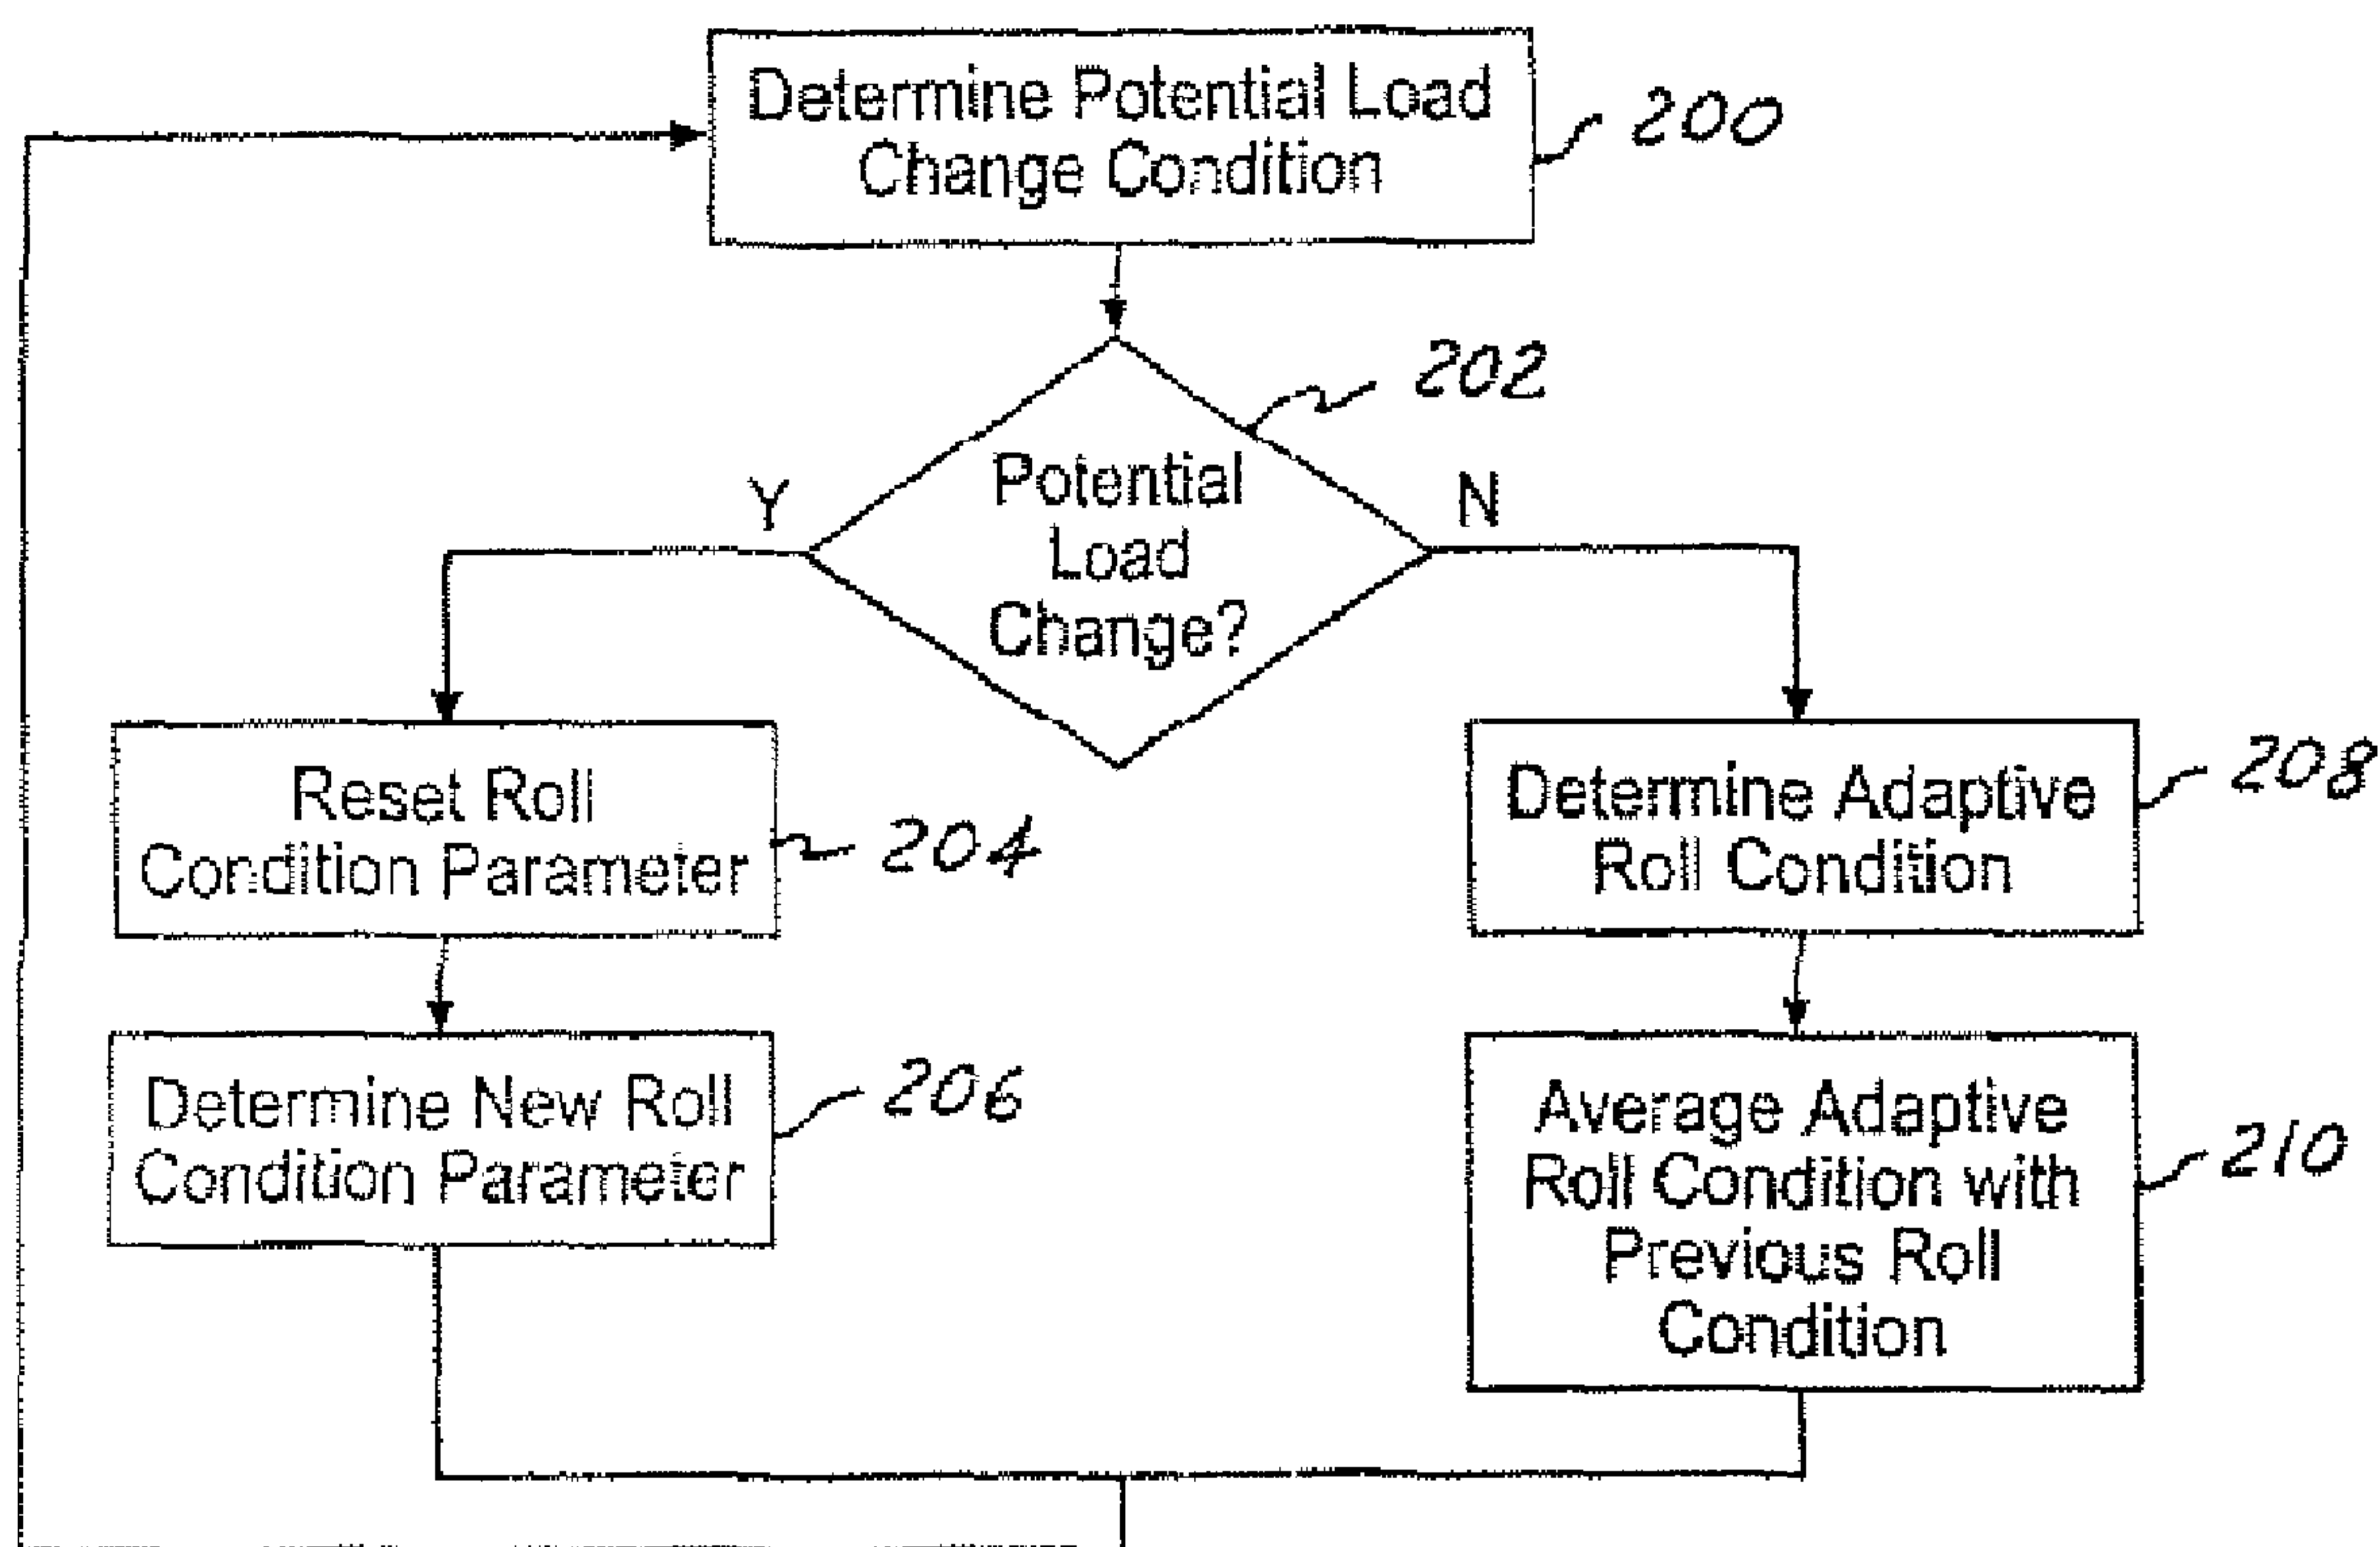 Determine Potential Load
Change Condition
200
202
Potential
Load
Change?
Y
N
Reset Roll
Condition Parameter
204
Determine Adaptive
Roll Condition
208
Determine New Roll
Condition Parameter
206
Average Adaptive
Roll Condition with
Previous Roll
Condition
210